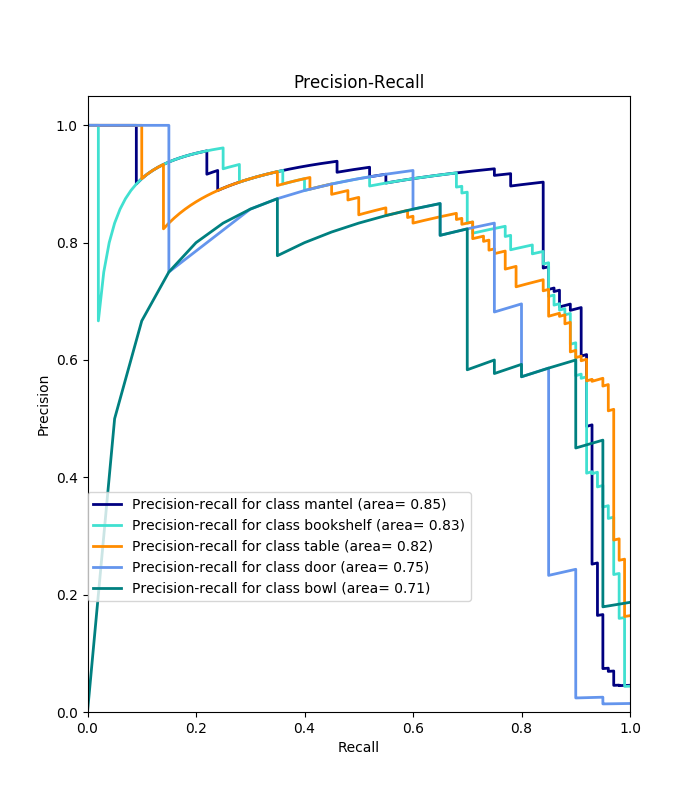 Precision-Recall
1.0
0.8
0.6
0.4
0.2
0.0
Precision
Precision-recall for class mantel (area= 0.85)
Precision-recall for class bookshelf (area= 0.83)
Precision-recall for class table (area= 0.82)
Precision-recall for class door (area= 0.75)
Precision-recall for class bowl (area= 0.71)
0.0 0.2 0.4 0.6 0.8 1.0
Recall